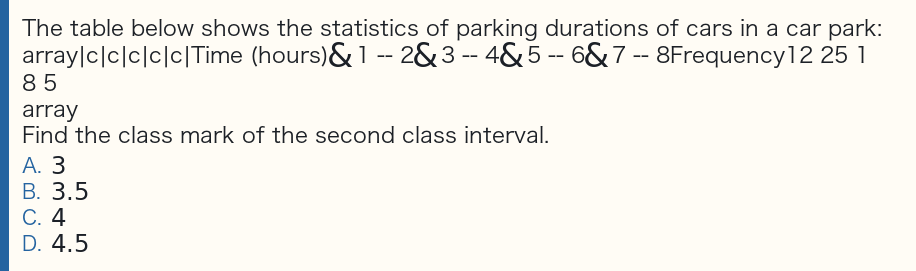 The table below shows the statistics of parking durations of cars in a car park:
array|c|c|c|c|c|Time (hours)& 1 -- 2& 3 -- 4& 5 -- 6& 7 -- 8Frequency12 25 1
8 5
array
Find the class mark of the second class interval.
A. 3
B. 3.5
C. 4
D. 4.5